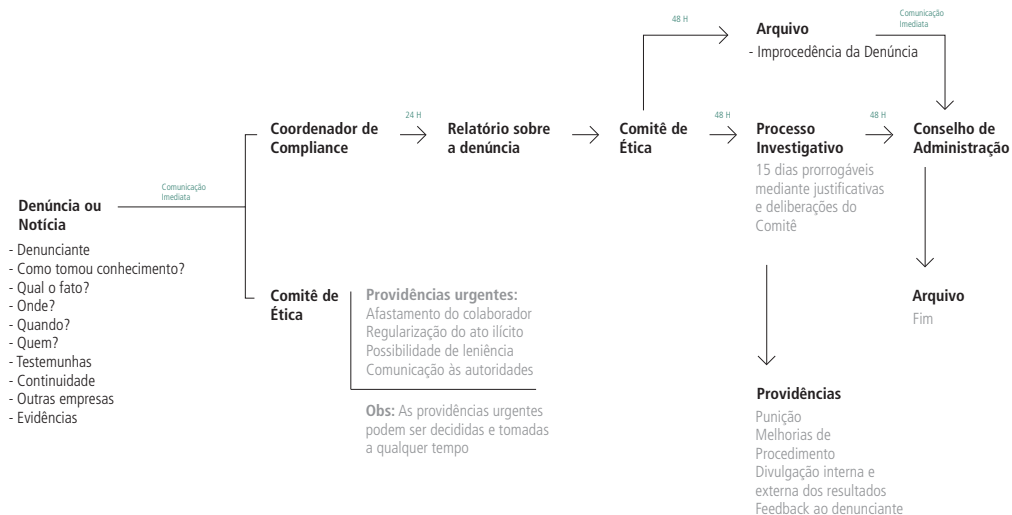 Denúncia ou
Notícia
- Denunciante
- Como tomou conhecimento?
- Qual o fato?
- Onde?
- Quando?
- Quem?
- Testemunhas
- Continuidade
- Outras empresas
- Evidências
Comunicação
Imediata
Coordenador de
Compliance
24 H
Relatório sobre
a denúncia
Comitê de
Ética
48 H
Arquivo
- Improcedência da Denúncia
Comunicação
Imediata
48 H
Processo
Investigativo
15 dias prorrogáveis
mediante justificativas
e deliberações do
Comitê
48 H
Conselho de
Administração
Arquivo
Fim
Providências
Punição
Melhorias de
Procedimento
Divulgação interna e
externa dos resultados
Feedback ao denunciante
Comitê de
Ética
Providências urgentes:
Afastamento do colaborador
Regularização do ato ilícito
Possibilidade de leniência
Comunicação às autoridades
Obs: As providências urgentes
podem ser decididas e tomadas
a qualquer tempo